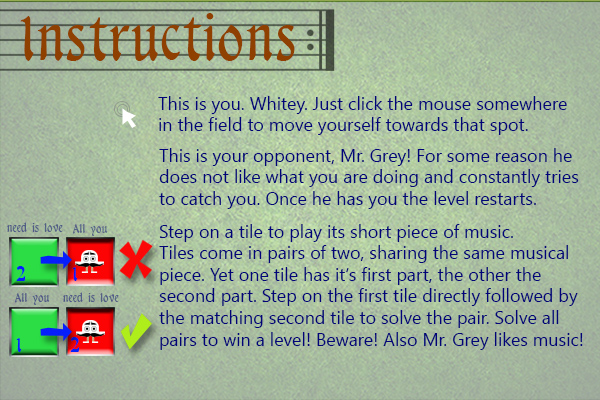 Instructions
This is you. Whitey. Just click the mouse somewhere
in the field to move yourself towards that spot.
This is your opponent, Mr. Grey! For some reason he
does not like what you are doing and constantly tries
to catch you. Once he has you the level restarts.
need is love All you
2 1
All you need is love
1 2
Step on a tile to play its short piece of music.
Tiles come in pairs of two, sharing the same musical
piece. Yet one tile has it's first part, the other the
second part. Step on the first tile directly followed by
the matching second tile to solve the pair. Solve all
pairs to win a level! Beware! Also Mr. Grey likes music!